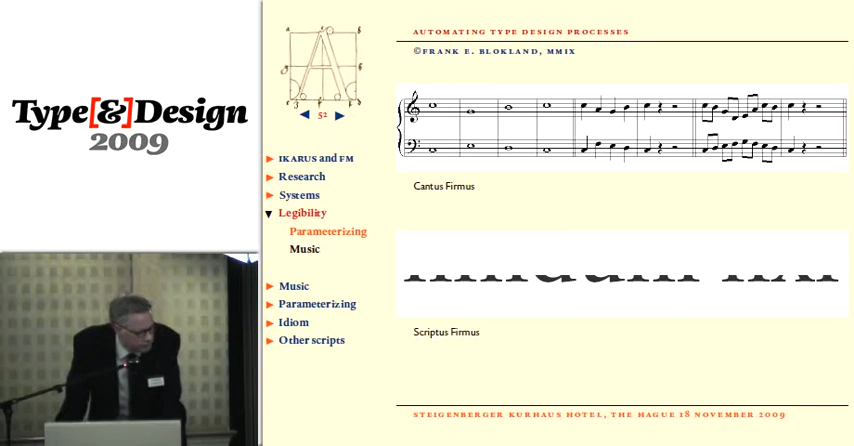 Type[&]Design
2009
52
IKARUS and FM
Research
Systems
Legibility
Parameterizing
Music
Music
Parameterizing
Idiom
Other scripts
AUTOMATING TYPE DESIGN PROCESSES
©FRANK E. BLOKLAND, MMIX
Cantus Firmus
Scriptus Firmus
STEIGENBERGER KURHAUS HOTEL, THE HAGUE 18 NOVEMBER 2009